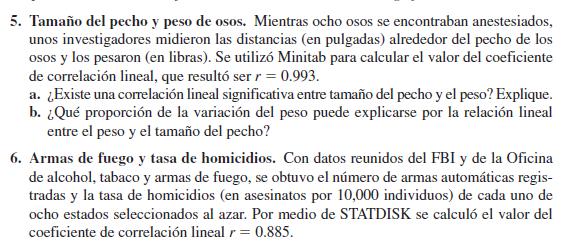 5. Tamaño del pecho y peso de osos. Mientras ocho osos se encontraban anestesiados,
unos investigadores midieron las distancias (en pulgadas) alrededor del pecho de los
osos y los pesaron (en libras). Se utilizó Minitab para calcular el valor del coeficiente
de correlación lineal, que resultó ser r = 0.993.
a. ¿Existe una correlación lineal significativa entre tamaño del pecho y el peso? Explique.
b. ¿Qué proporción de la variación del peso puede explicarse por la relación lineal
entre el peso y el tamaño del pecho?
6. Armas de fuego y tasa de homicidios. Con datos reunidos del FBI y de la Oficina
de alcohol, tabaco y armas de fuego, se obtuvo el número de armas automáticas regis-
tradas y la tasa de homicidios (en asesinatos por 10,000 individuos) de cada uno de
ocho estados seleccionados al azar. Por medio de STATDISK se calculó el valor del
coeficiente de correlación lineal r = 0.885.